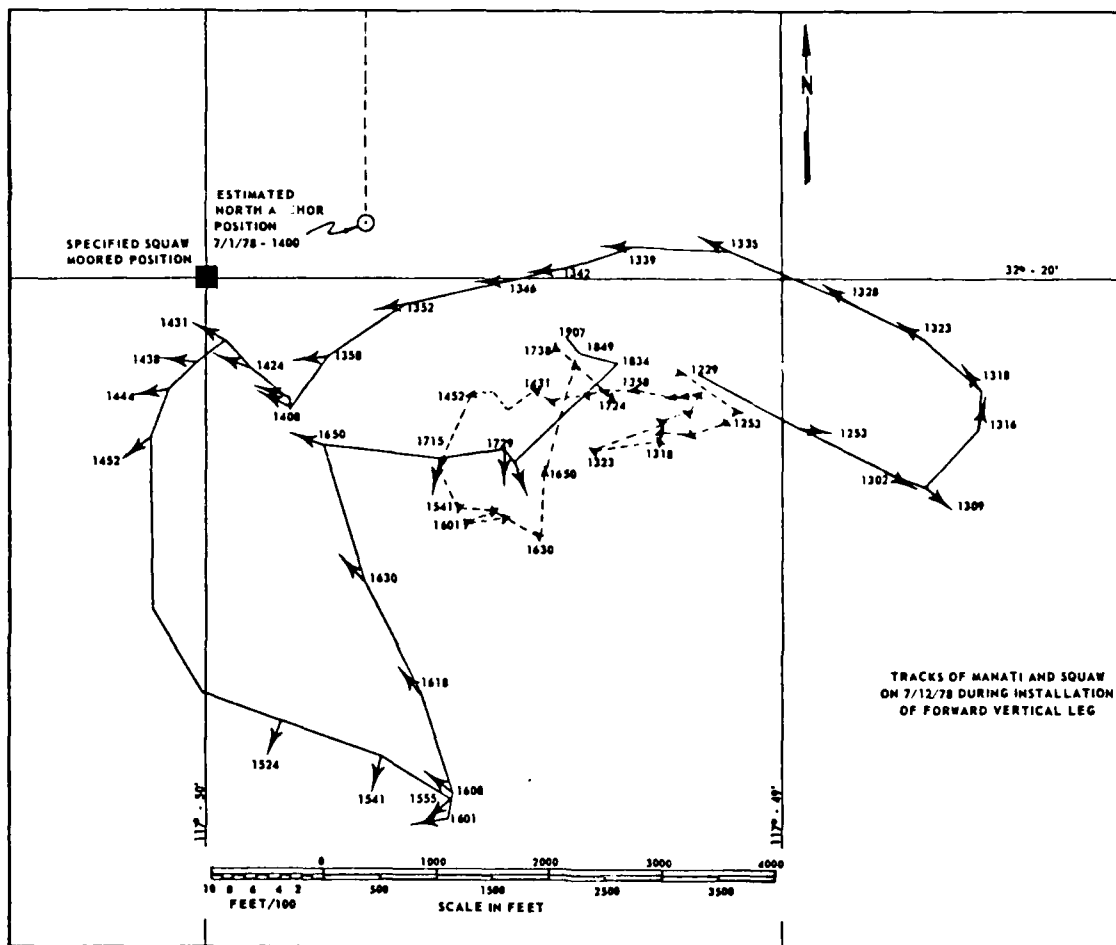 N
ESTIMATED
NORTH A CHOR
POSITION
7/1/78 - 1400
SPECIFIED SQUAW
MOORED POSITION
32° - 20'
1335
1339
1342
1346
1328
1352
1323
1431
1358
1424
1438
1444
1408
1318
1316
1452
1907
1849
1738
1834
1229
1431
1358
1452
1724
1253
1253
1650
1715
1729
1323
1318
1650
1302
1309
1541
1601
1630
1630
1618
1524
1541
1555
1608
1601
TRACKS OF MANATI AND SQUAW
ON 7/12/78 DURING INSTALLATION
OF FORWARD VERTICAL LEG
117° - 50'
117° - 49'
0 1000 2000 3000 4000
10 8 6 4 2 500 1500 2500 3500
FEET/100 SCALE IN FEET